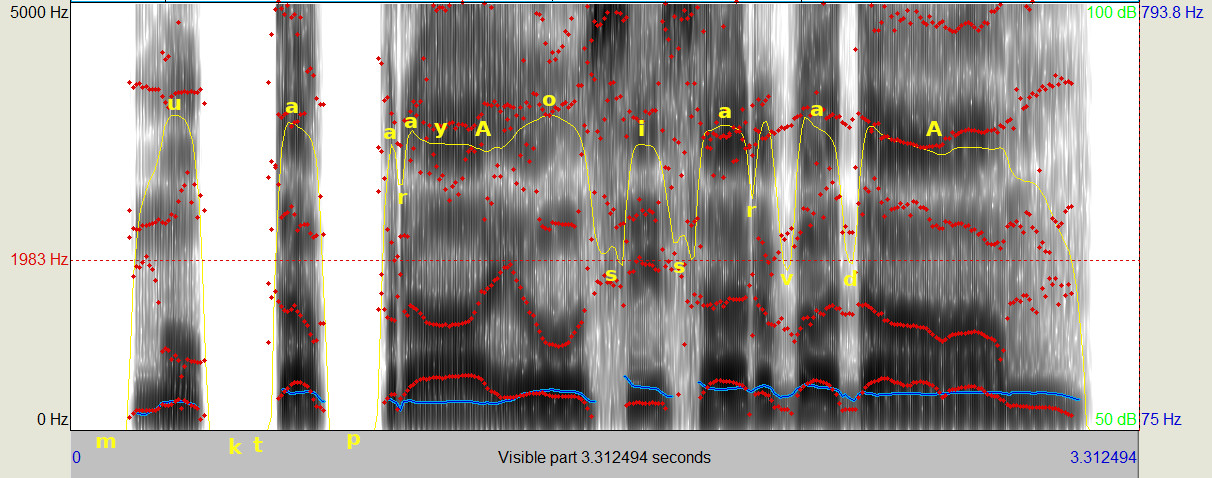 5000 Hz 100 dB 793.8 Hz
u a a a y A o i a a A
r r
1983 Hz s s v d
0 Hz 50 dB 75 Hz
m k t p
0 Visible part 3.312494 seconds 3.312494